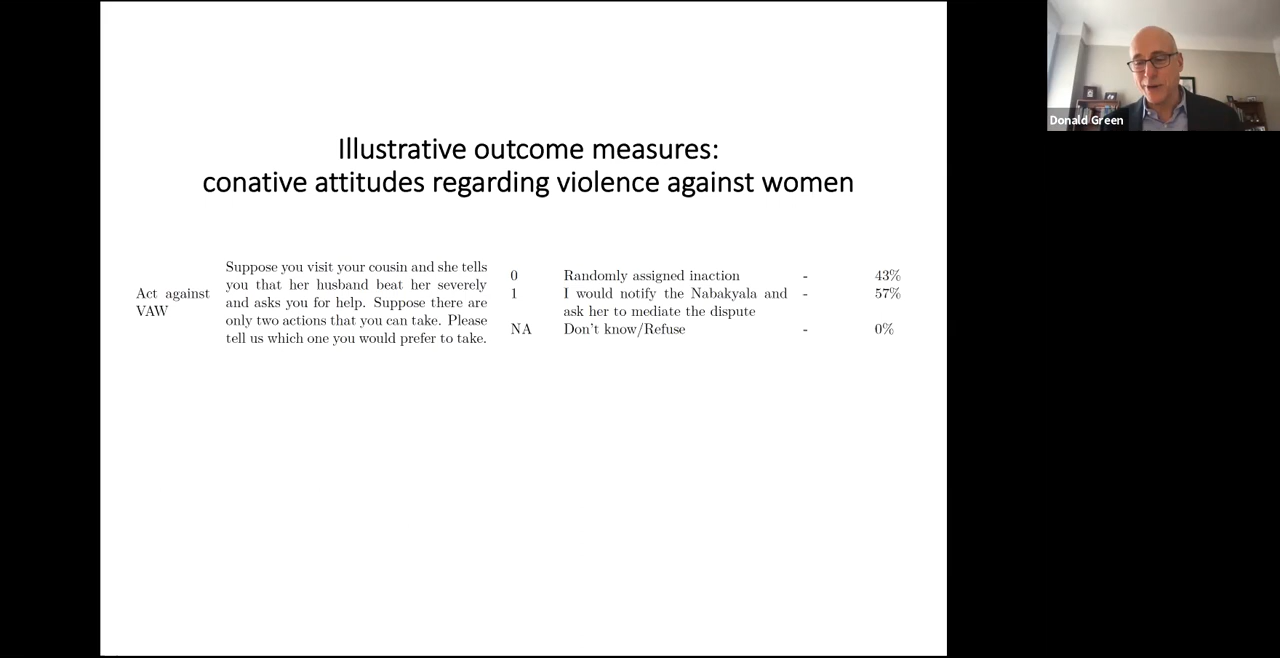 Illustrative outcome measures:
conative attitudes regarding violence against women
Act against
VAW
Suppose you visit your cousin and she tells
you that her husband beat her severely
and asks you for help. Suppose there are
only two actions that you can take. Please
tell us which one you would prefer to take.
0 Randomly assigned inaction - 43%
1 I would notify the Nabakyala and - 57%
ask her to mediate the dispute
NA Don't know/Refuse - 0%
Donald Green